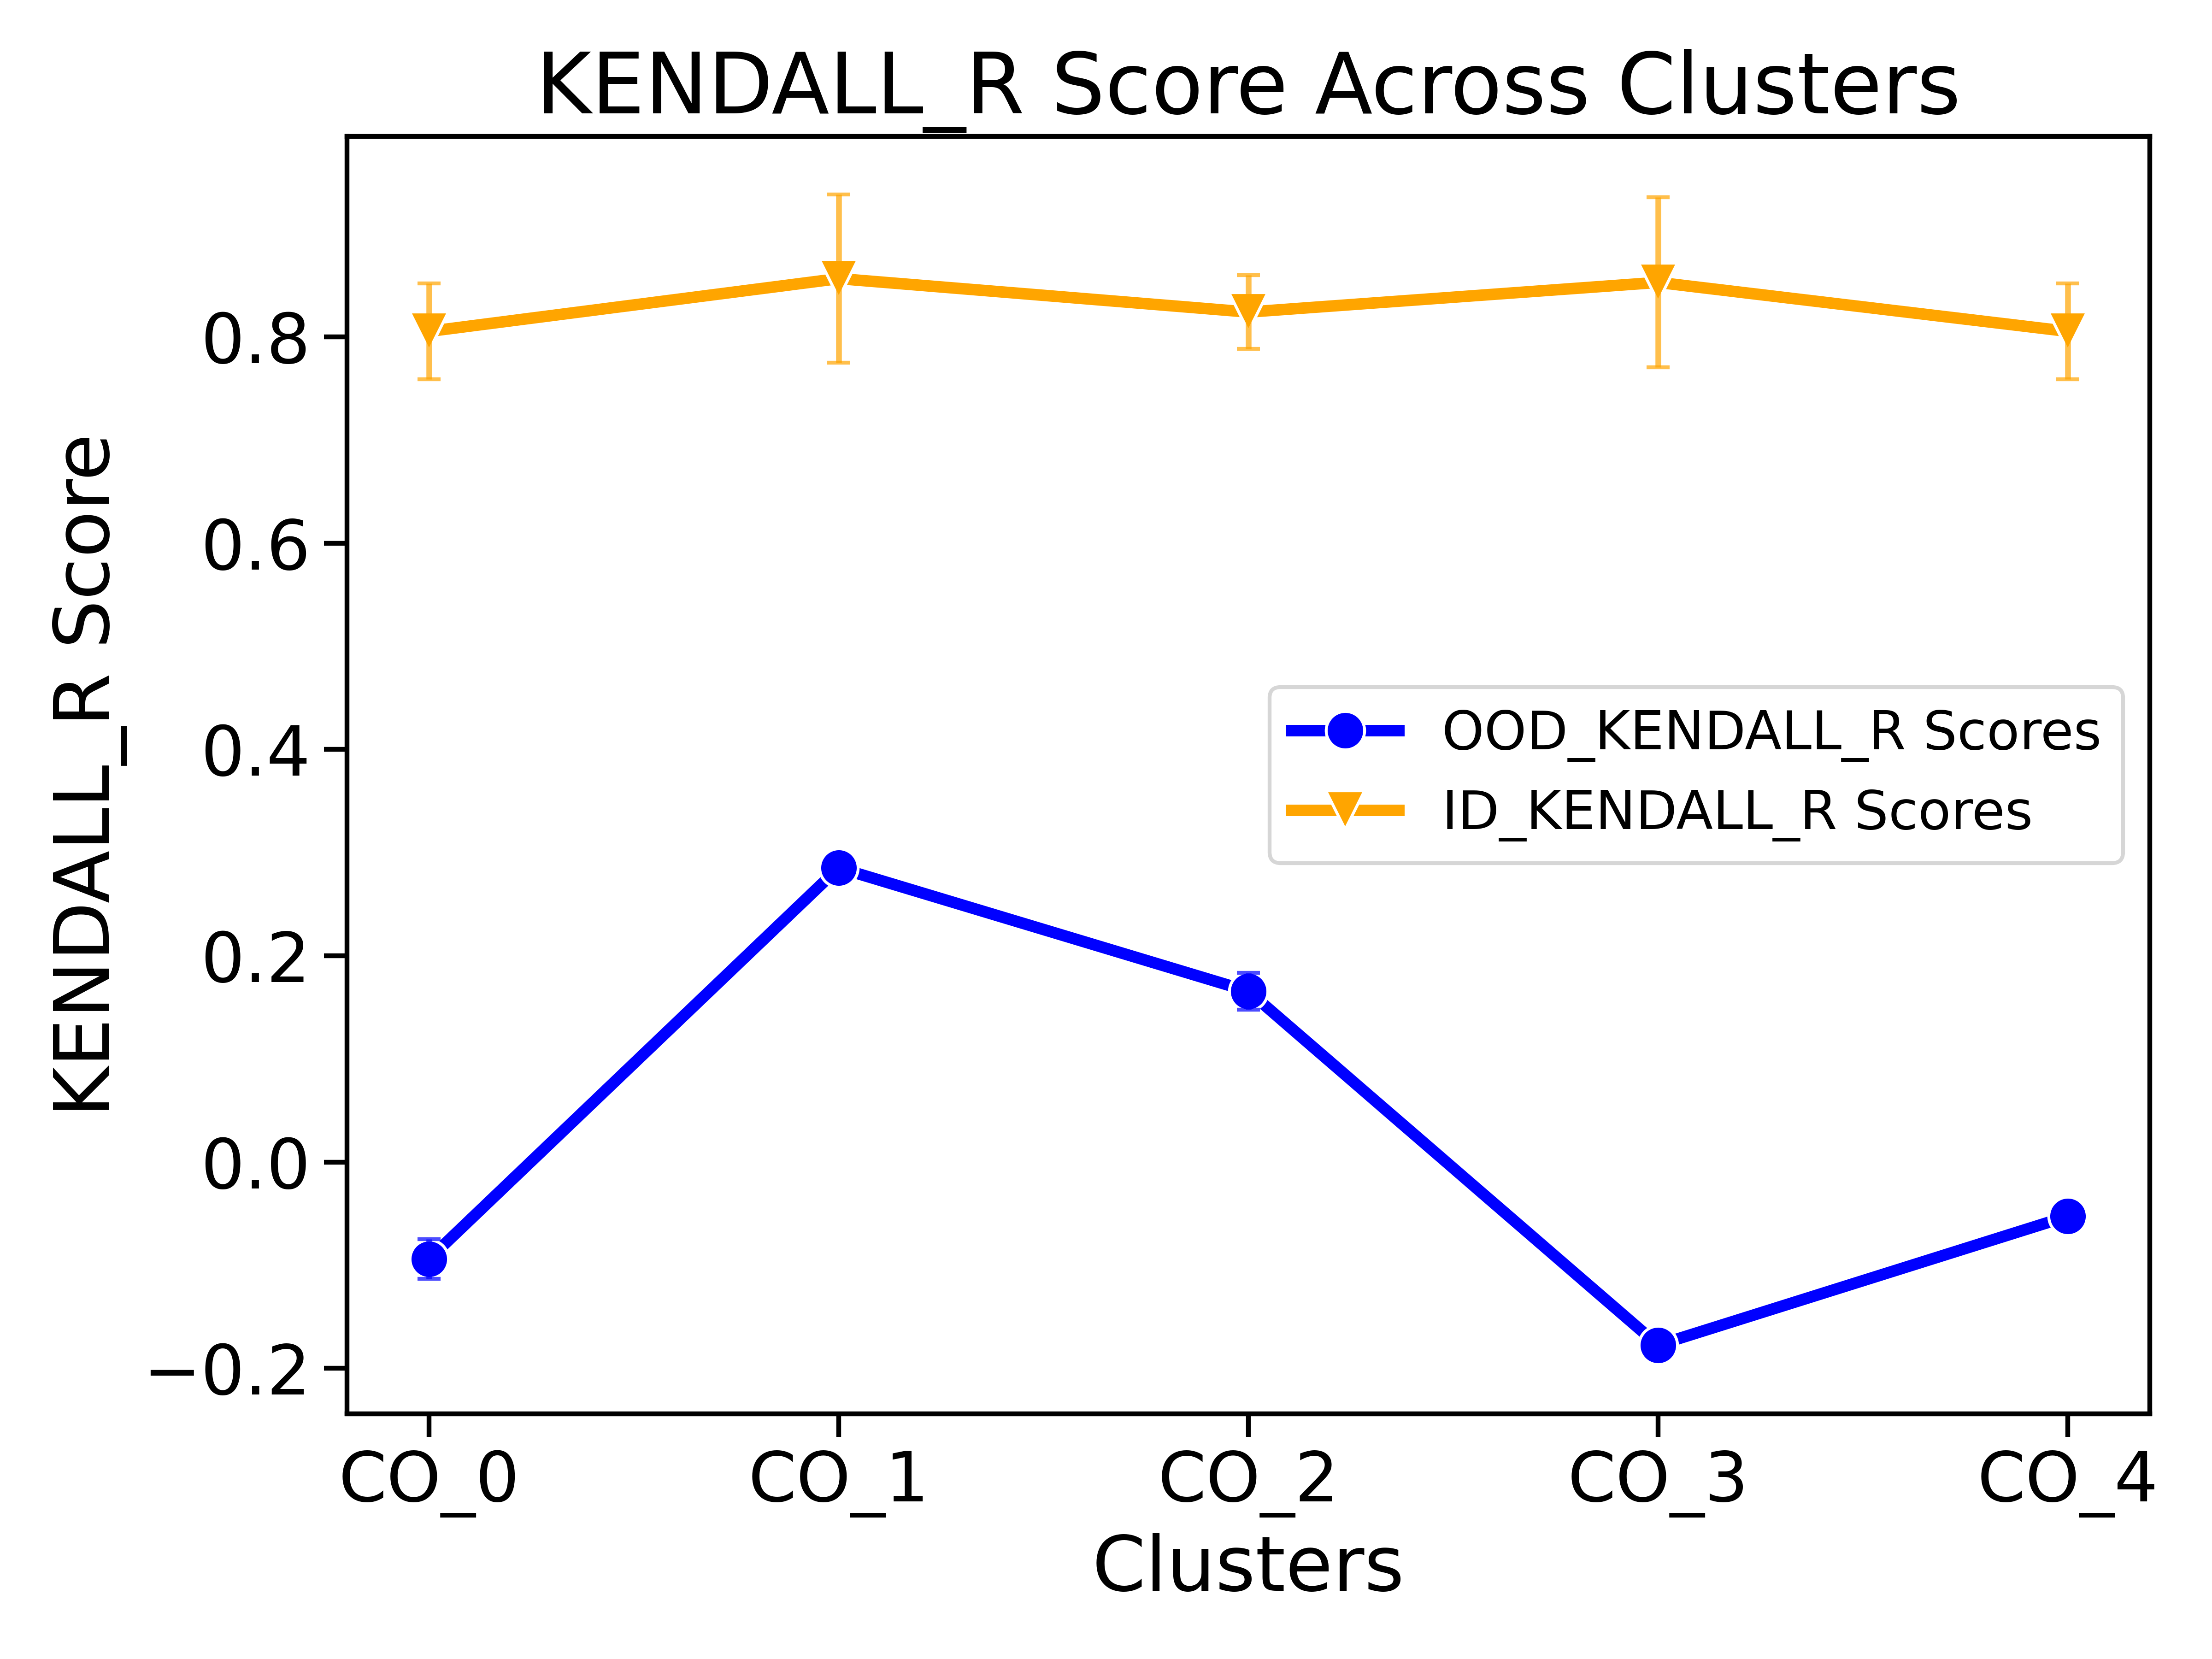 KENDALL_R Score Across Clusters
KENDALL_R Score
0.8
0.6
0.4
0.2
0.0
−0.2
OOD_KENDALL_R Scores
ID_KENDALL_R Scores
CO_0 CO_1 CO_2 CO_3 CO_4
Clusters